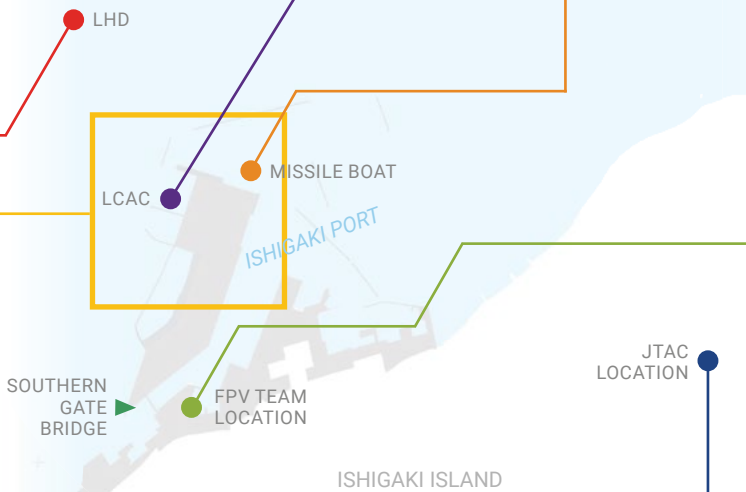 LHD
MISSILE BOAT
LCAC
ISHIGAKI PORT
JTAC
LOCATION
SOUTHERN
GATE
BRIDGE
FPV TEAM
LOCATION
ISHIGAKI ISLAND